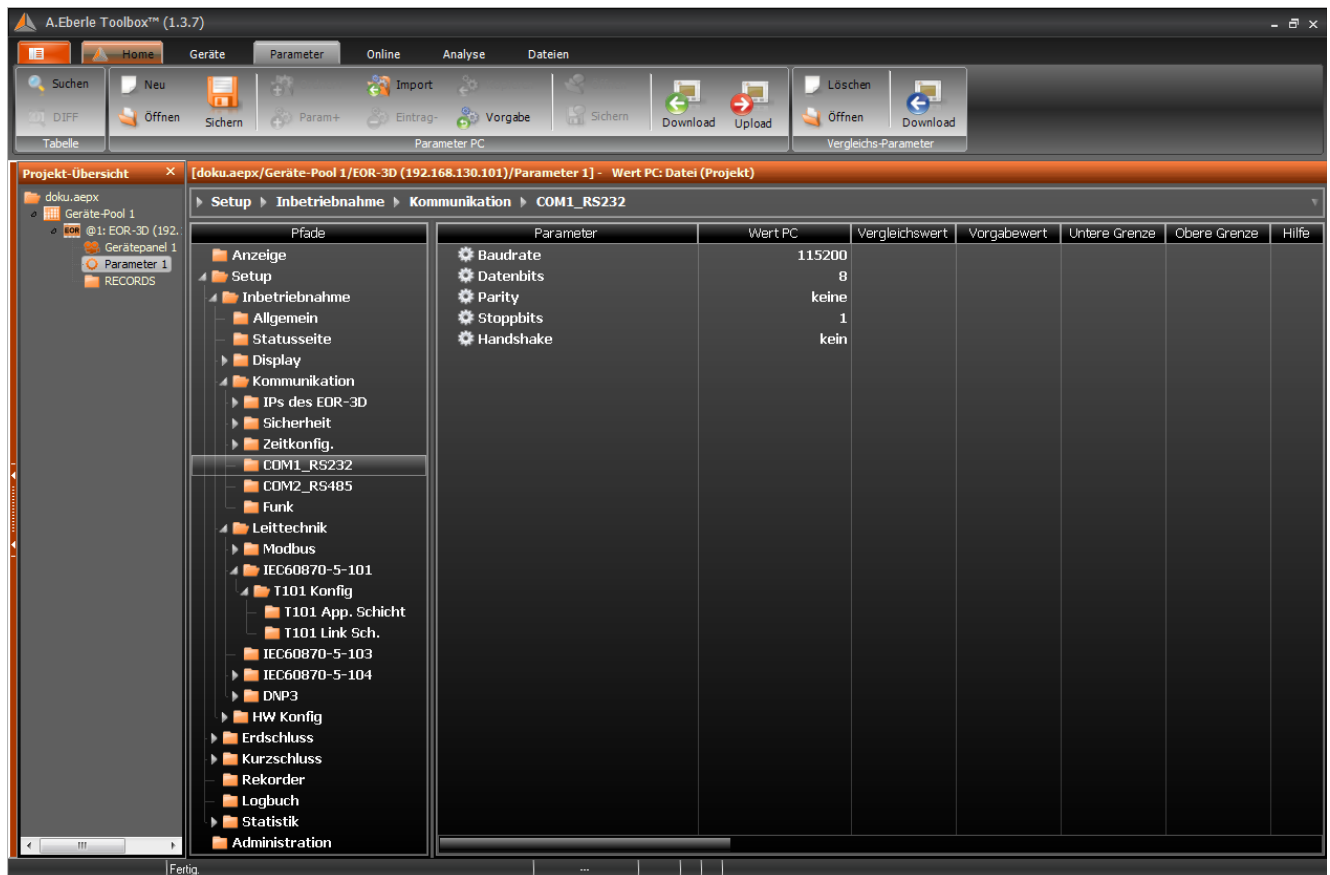 A.Eberle Toolbox™ (1.3.7)
Home Geräte Parameter Online Analyse Dateien
Suchen
DIFF
Tabelle
Neu
Öffnen
Sichern
Param+
Import
Eintrag-
Vorgabe
Sichern
Download
Upload
Parameter PC
Löschen
Öffnen
Download
Vergleichs-Parameter
Projekt-Übersicht
doku.aepx
Geräte-Pool 1
EOR @1: EOR-3D (192.
Gerätepanel 1
Parameter 1
RECORDS
[doku.aepx/Geräte-Pool 1/EOR-3D (192.168.130.101)/Parameter 1] - Wert PC: Datei (Projekt)
Setup Inbetriebnahme Kommunikation COM1_RS232
Pfade
Anzeige
Setup
Inbetriebnahme
Allgemein
Statusseite
Display
Kommunikation
IPs des EOR-3D
Sicherheit
Zeitkonfig.
COM1_RS232
COM2_RS485
Funk
Leittechnik
Modbus
IEC60870-5-101
T101 Konfig
T101 App. Schicht
T101 Link Sch.
IEC60870-5-103
IEC60870-5-104
DNP3
HW Konfig
Erdschluss
Kurzschluss
Rekorder
Logbuch
Statistik
Administration
Parameter Wert PC Vergleichswert Vorgabewert Untere Grenze Obere Grenze Hilfe
Baudrate 115200
Datenbits 8
Parity keine
Stoppbits 1
Handshake kein
Fertig. ---